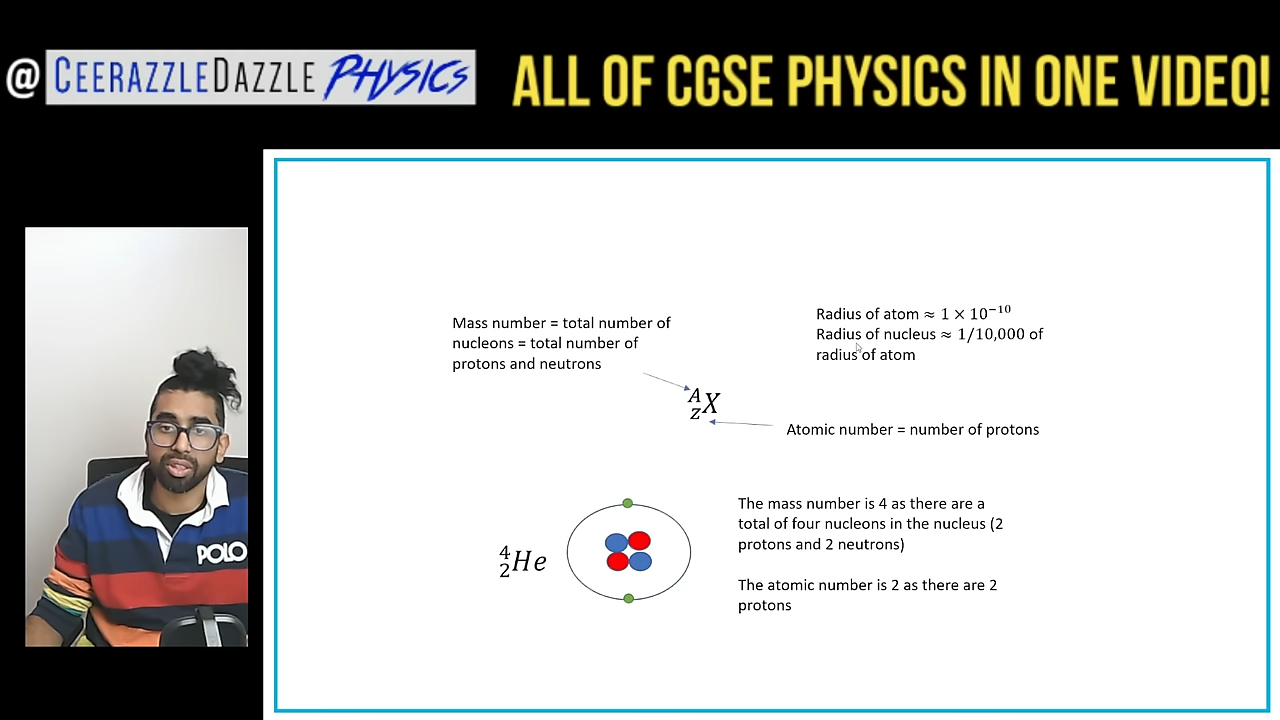 @ CEERAZZLEDAZZLE PHYSICS
ALL OF CGSE PHYSICS IN ONE VIDEO!
Mass number = total number of
nucleons = total number of
protons and neutrons
Radius of atom ≈ 1 × 10⁻¹⁰
Radius of nucleus ≈ 1/10,000 of
radius of atom
A
z X
Atomic number = number of protons
4
2 He
The mass number is 4 as there are a
total of four nucleons in the nucleus (2
protons and 2 neutrons)
The atomic number is 2 as there are 2
protons
POLO